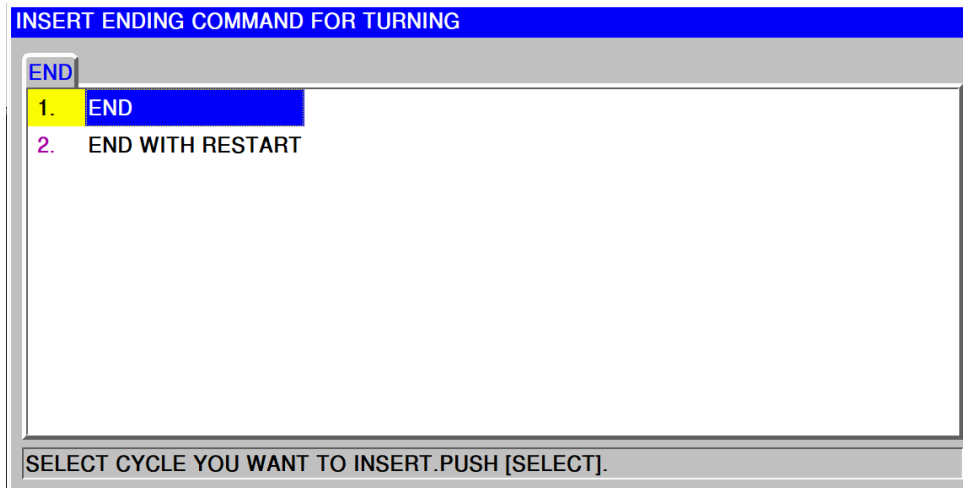 INSERT ENDING COMMAND FOR TURNING
END
1. END
2. END WITH RESTART
SELECT CYCLE YOU WANT TO INSERT.PUSH [SELECT].